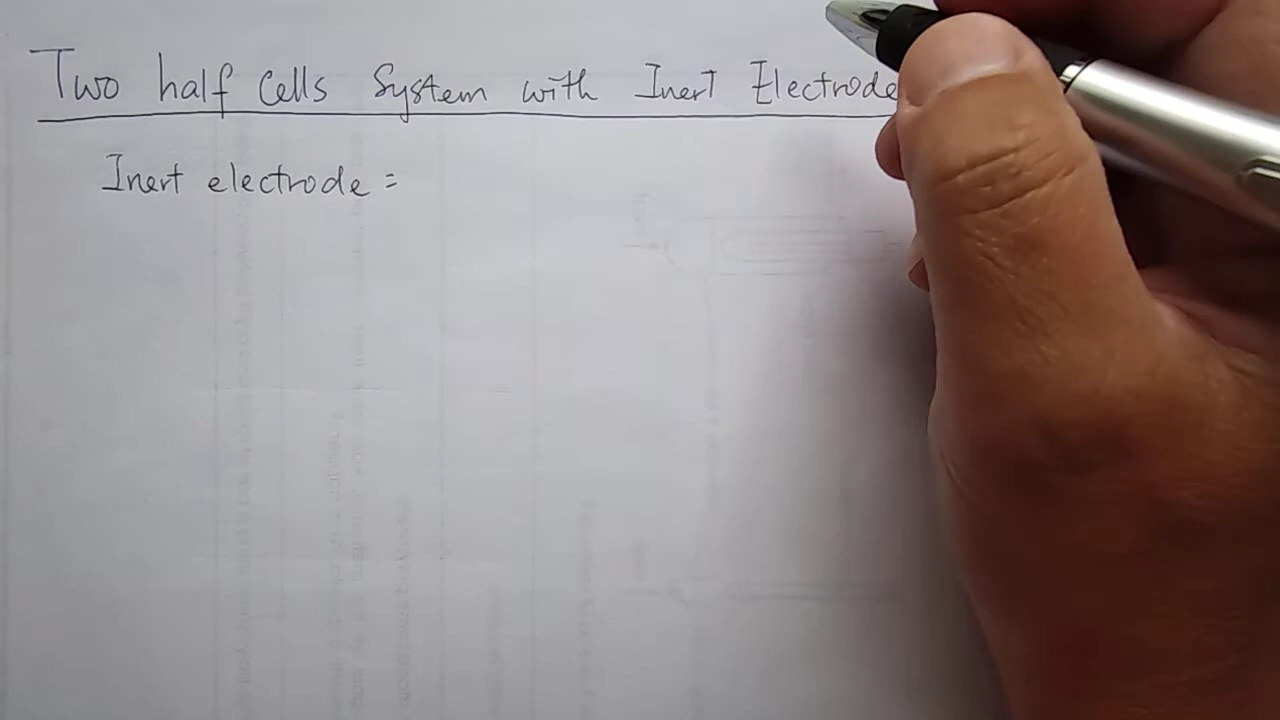 Two half Cells System with Inert Electrode
Inert electrode =